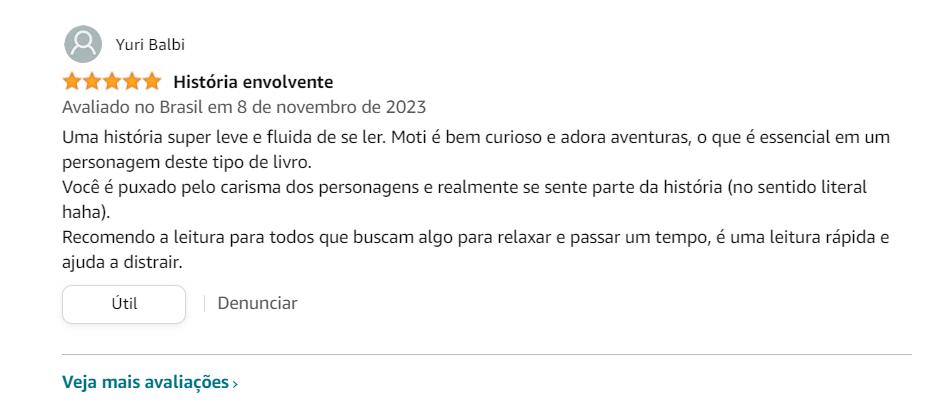 Yuri Balbi
História envolvente
Avaliado no Brasil em 8 de novembro de 2023
Uma história super leve e fluida de se ler. Moti é bem curioso e adora aventuras, o que é essencial em um
personagem deste tipo de livro.
Você é puxado pelo carisma dos personagens e realmente se sente parte da história (no sentido literal
haha).
Recomendo a leitura para todos que buscam algo para relaxar e passar um tempo, é uma leitura rápida e
ajuda a distrair.
Útil | Denunciar
Veja mais avaliações ›